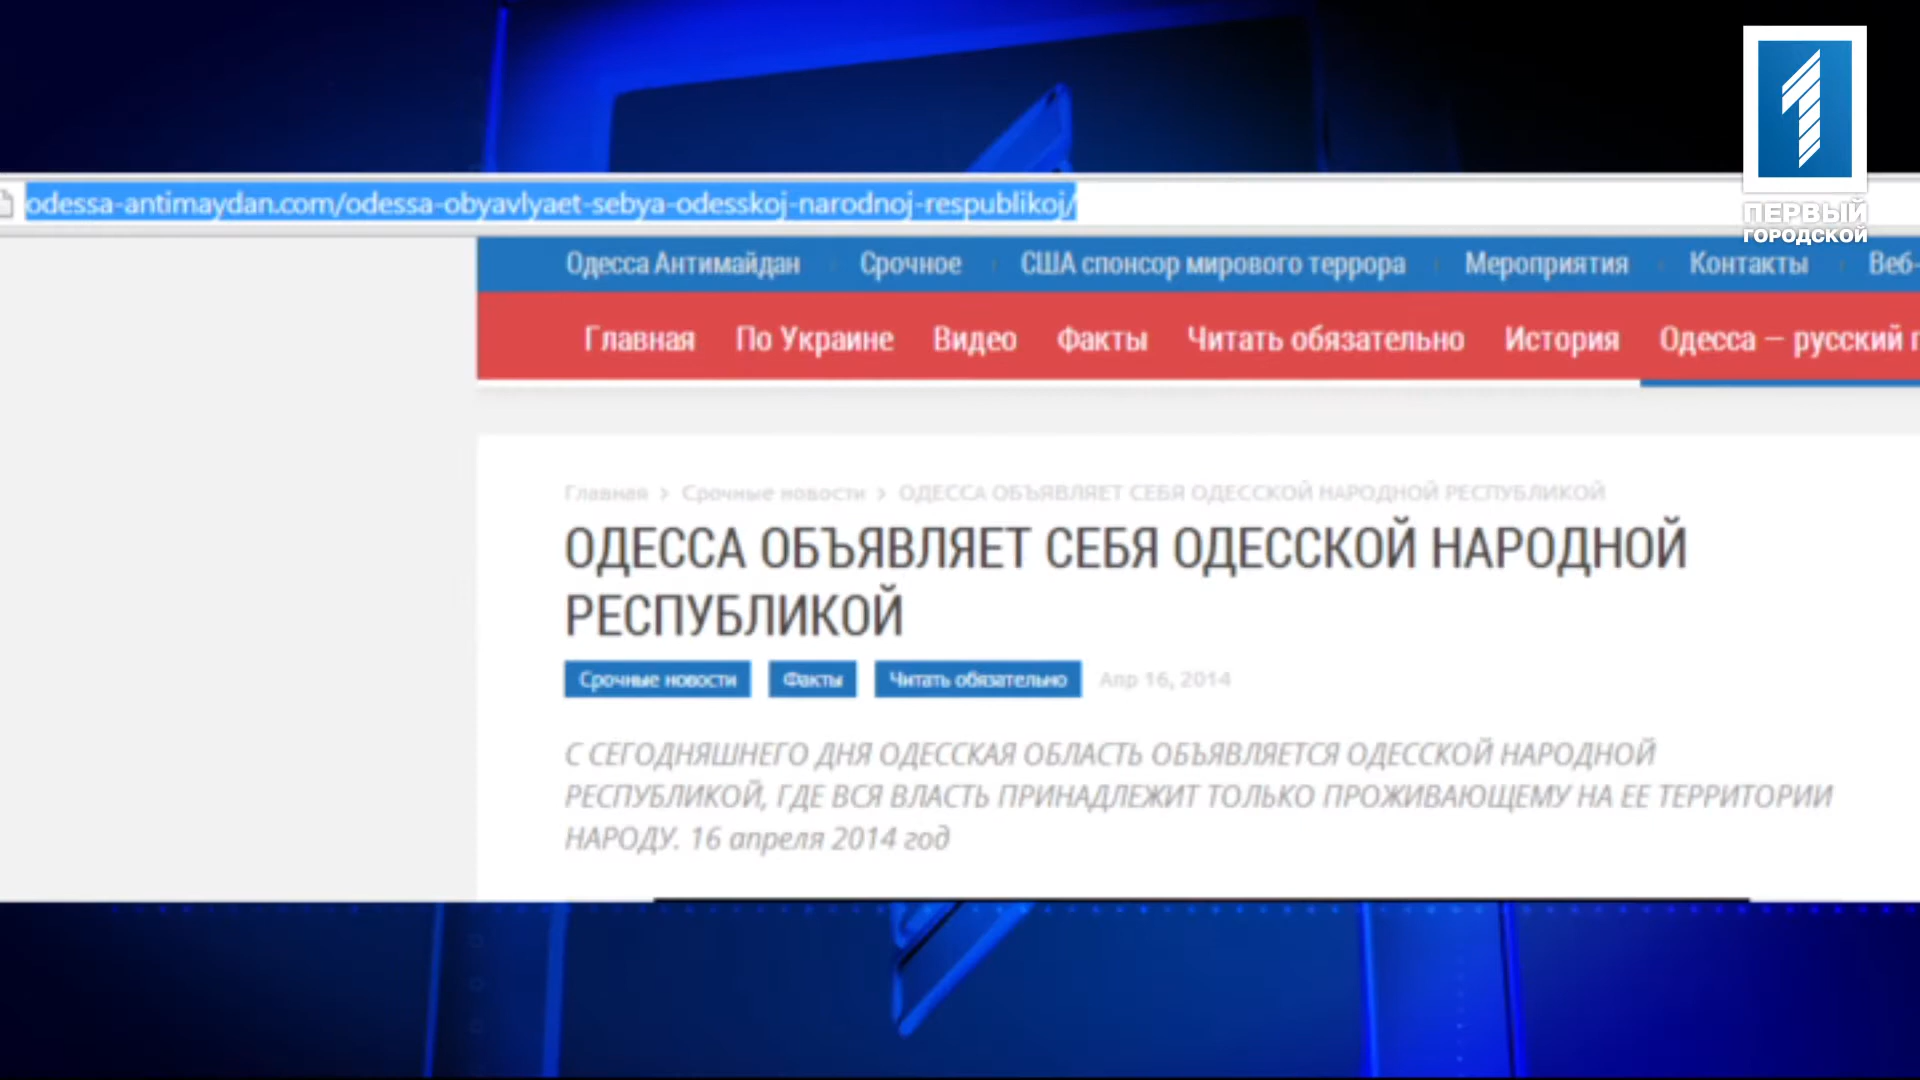 ПЕРВЫЙ
ГОРОДСКОЙ
odessa-antimaydan.com/odessa-obyavlyaet-sebya-odesskoj-narodnoj-respublikoj/
Одесса Антимайдан Срочное США спонсор мирового террора Мероприятия Контакты Веб-
Главная По Украине Видео Факты Читать обязательно История Одесса — русский г
Главная > Срочные новости > ОДЕССА ОБЪЯВЛЯЕТ СЕБЯ ОДЕССКОЙ НАРОДНОЙ РЕСПУБЛИКОЙ
ОДЕССА ОБЪЯВЛЯЕТ СЕБЯ ОДЕССКОЙ НАРОДНОЙ
РЕСПУБЛИКОЙ
Срочные новости Факты Читать обязательно Апр 16, 2014
С СЕГОДНЯШНЕГО ДНЯ ОДЕССКАЯ ОБЛАСТЬ ОБЪЯВЛЯЕТСЯ ОДЕССКОЙ НАРОДНОЙ
РЕСПУБЛИКОЙ, ГДЕ ВСЯ ВЛАСТЬ ПРИНАДЛЕЖИТ ТОЛЬКО ПРОЖИВАЮЩЕМУ НА ЕЕ ТЕРРИТОРИИ
НАРОДУ. 16 апреля 2014 год